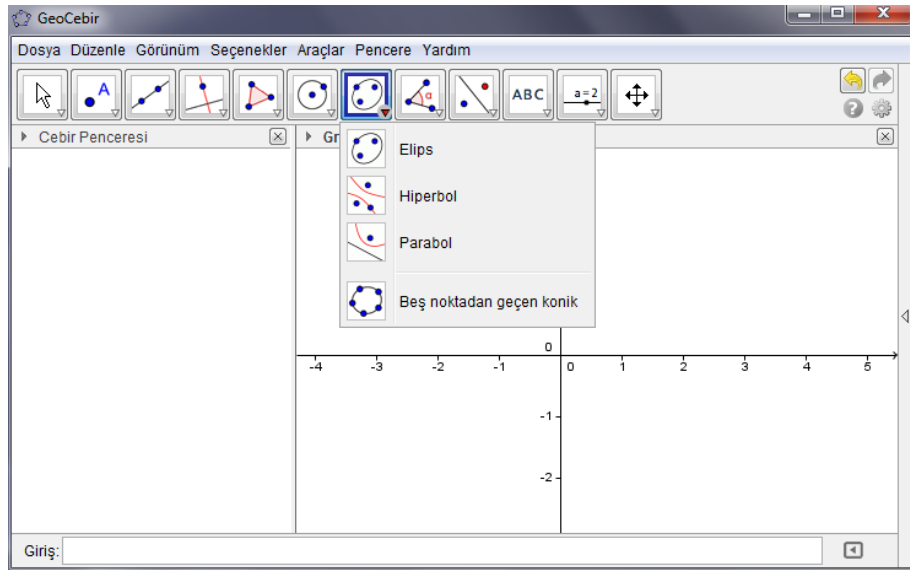 GeoCebir
Dosya Düzenle Görünüm Seçenekler Araçlar Pencere Yardım
A α ABC a=2
Cebir Penceresi Gr
Elips
Hiperbol
Parabol
Beş noktadan geçen konik
0
-4 -3 -2 -1 0 1 2 3 4 5
-1
-2
Giriş: